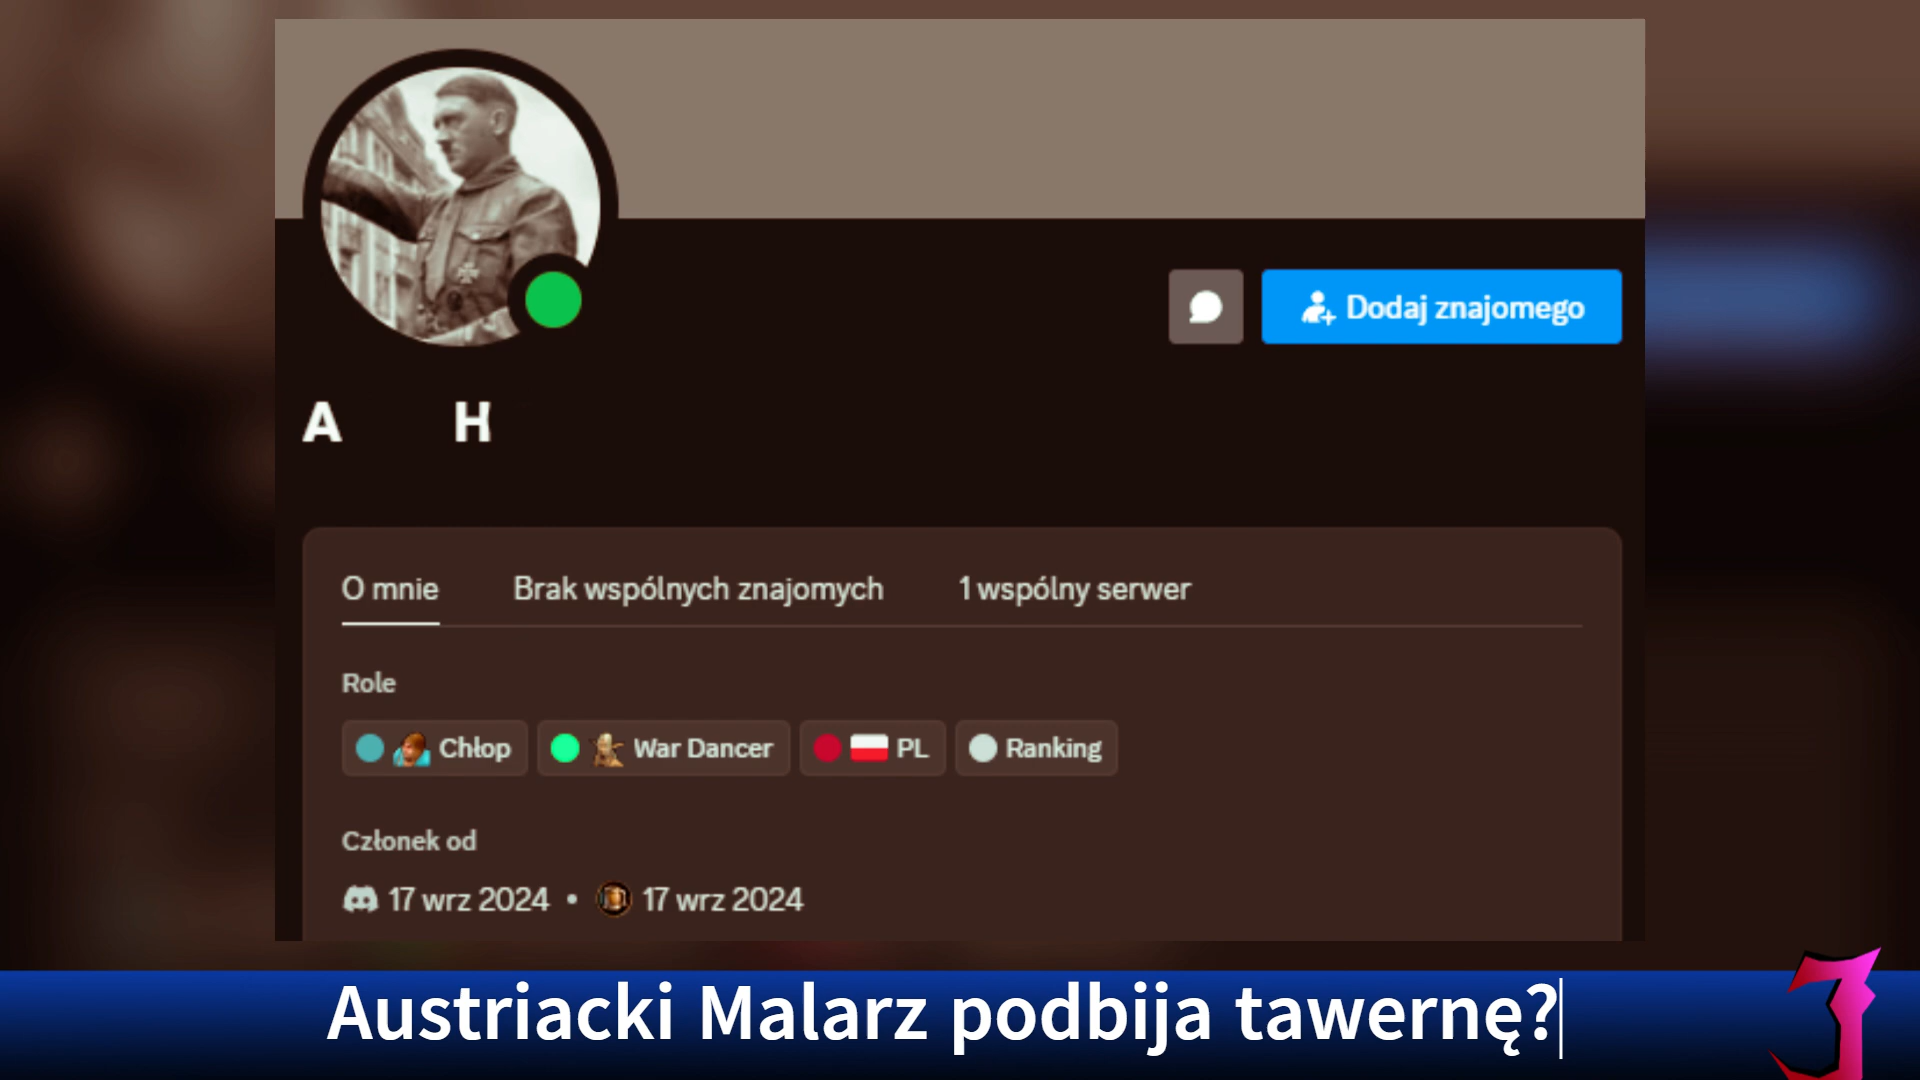 Dodaj znajomego
A H
O mnie Brak wspólnych znajomych 1 wspólny serwer
Role
Chłop War Dancer PL Ranking
Członek od
17 wrz 2024 • 17 wrz 2024
Austriacki Malarz podbija tawernę?